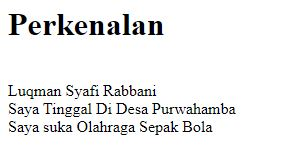 Perkenalan
Luqman Syafi Rabbani
Saya Tinggal Di Desa Purwahamba
Saya suka Olahraga Sepak Bola